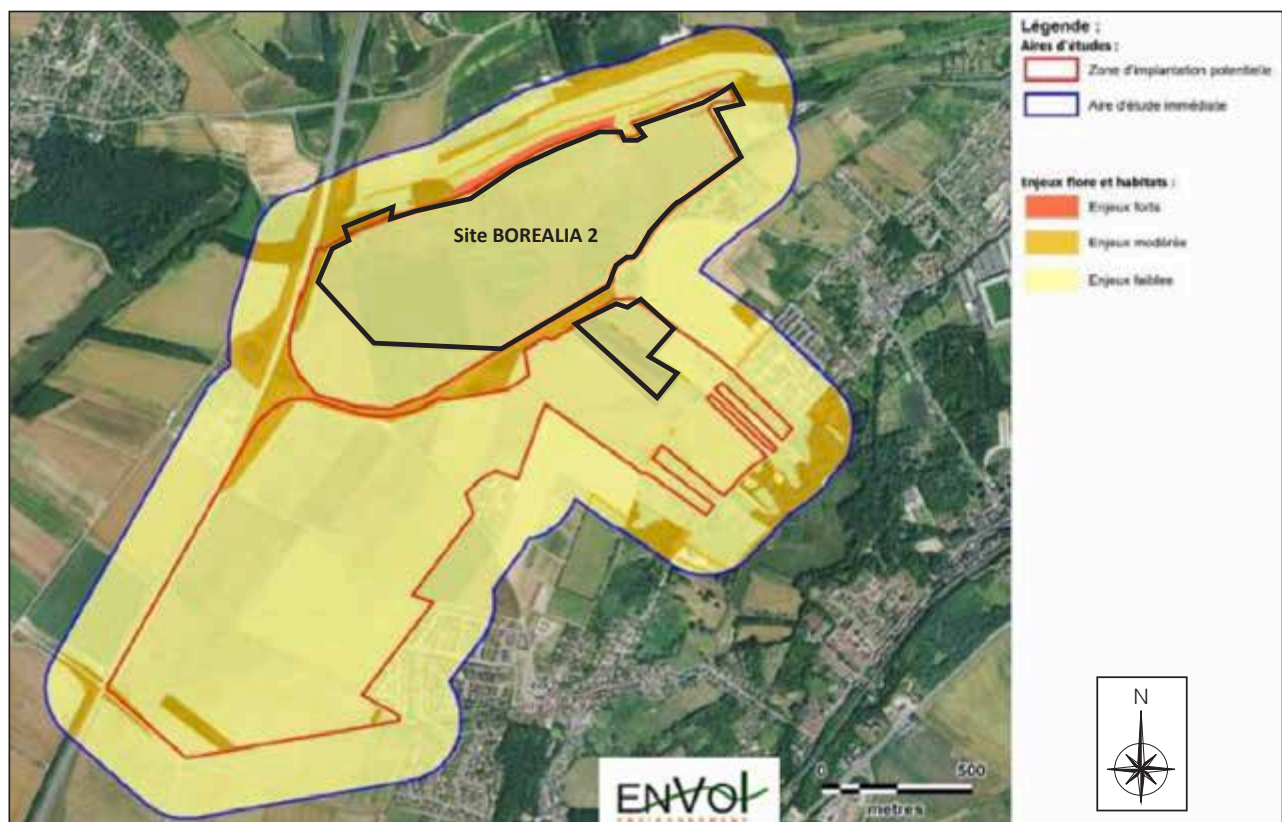 Légende :
Aires d'études :
Zone d'implantation potentielle
Aire d'étude immédiate
Enjeux flore et habitats :
Enjeux forts
Enjeux modérés
Enjeux faibles
Site BOREALIA 2
N
0 500
mètres
ENVOL
ENVIRONNEMENT